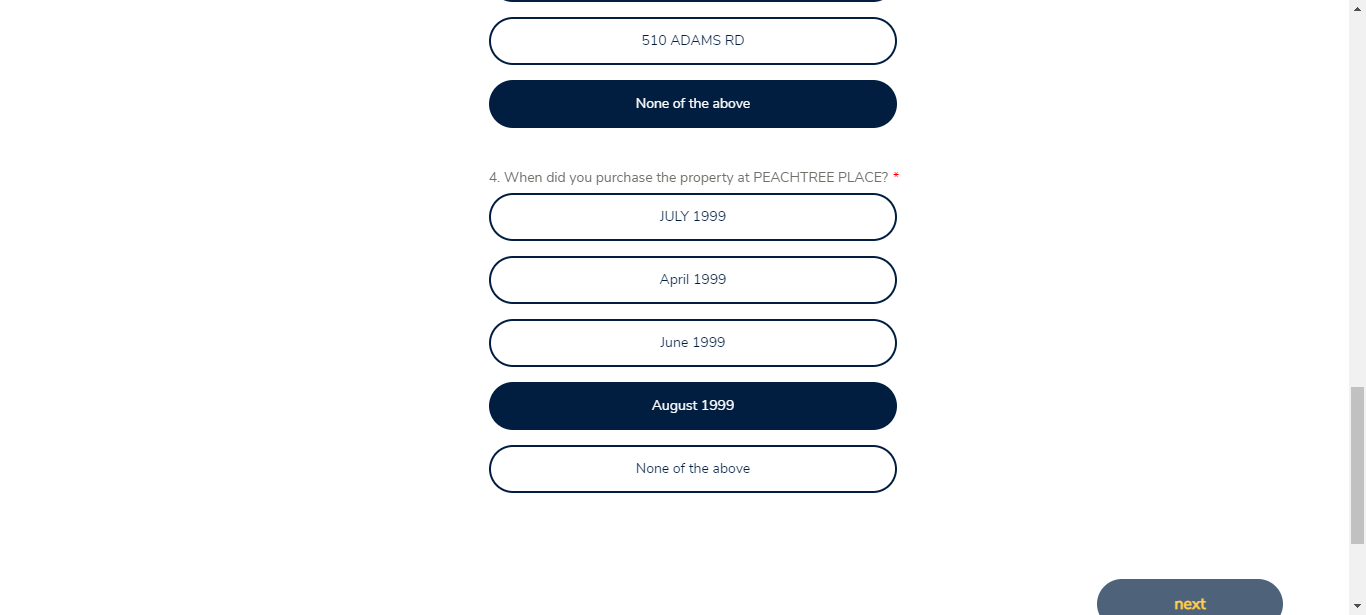 510 ADAMS RD
None of the above
4. When did you purchase the property at PEACHTREE PLACE? *
JULY 1999
April 1999
June 1999
August 1999
None of the above
next